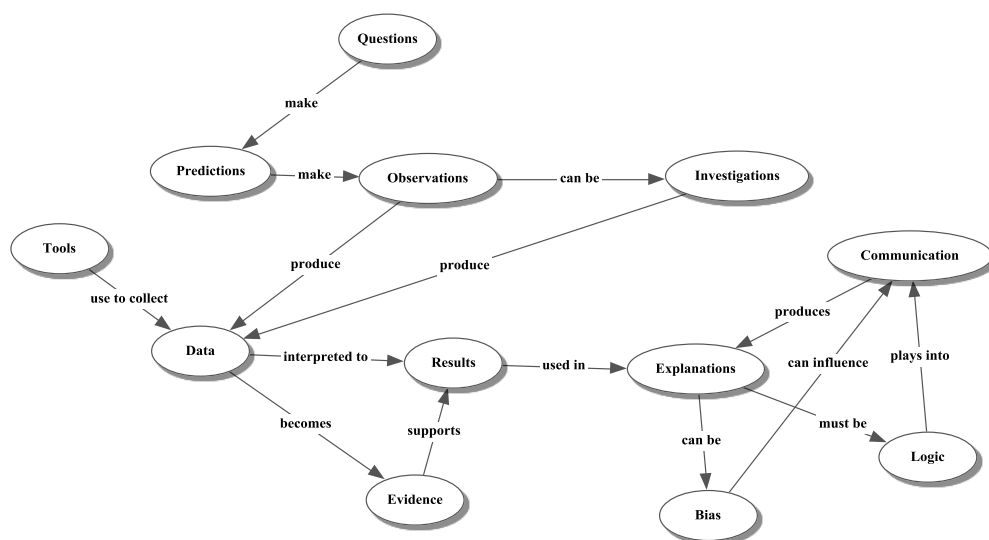 Questions
make
Predictions
make
Observations
can be
Investigations
Tools
use to collect
produce
produce
Communication
produces
Data
interpreted to
Results
used in
Explanations
can influence
plays into
becomes
supports
can be
must be
Logic
Evidence
Bias